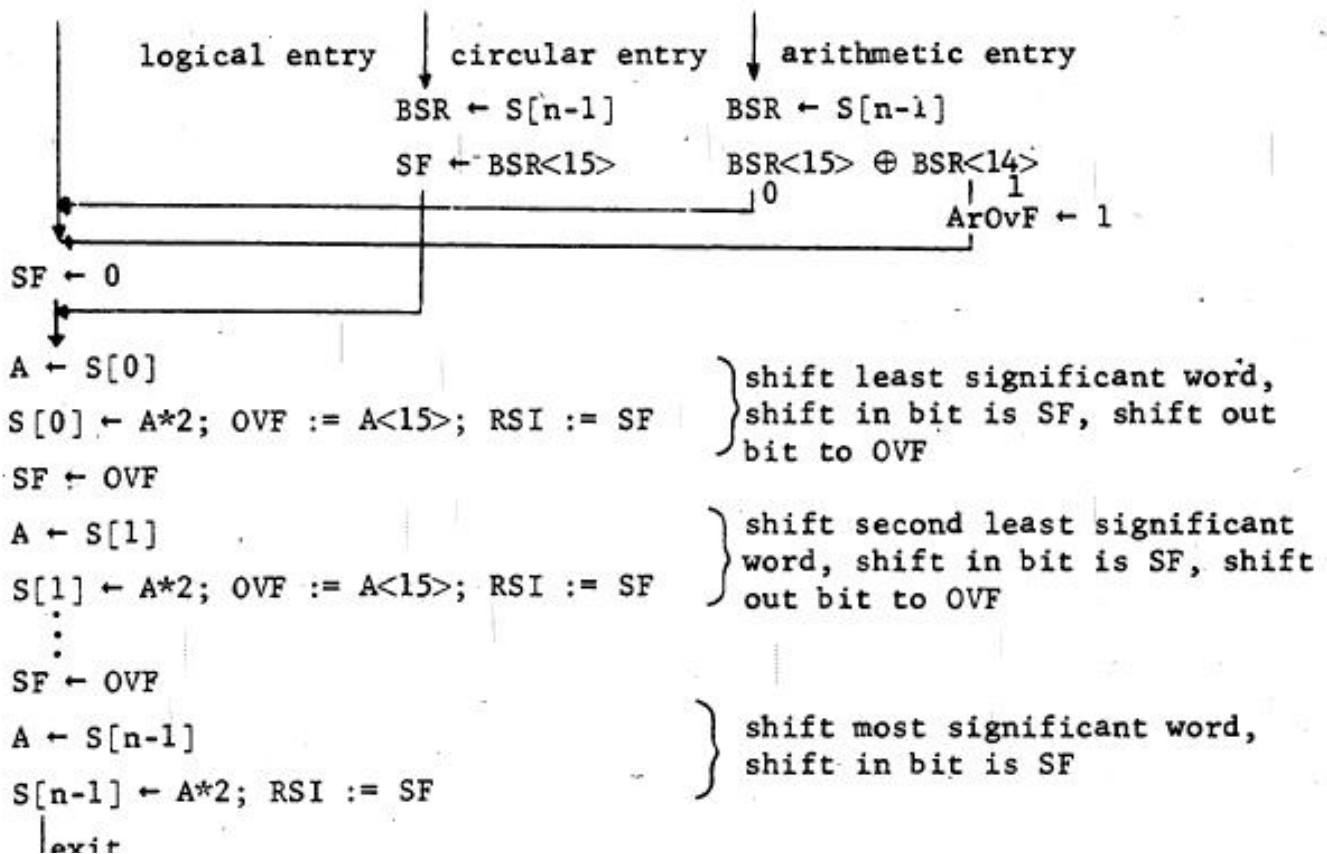 logical entry circular entry arithmetic entry
BSR ← S[n-1] BSR ← S[n-1]
SF ← BSR<15> BSR<15> ⊕ BSR<14>
0 1
ArOvF ← 1
SF ← 0
A ← S[0]
S[0] ← A*2; OVF := A<15>; RSI := SF
shift least significant word,
shift in bit is SF, shift out
bit to OVF
SF ← OVF
A ← S[1]
S[1] ← A*2; OVF := A<15>; RSI := SF
shift second least significant
word, shift in bit is SF, shift
out bit to OVF
SF ← OVF
A ← S[n-1]
S[n-1] ← A*2; RSI := SF
shift most significant word,
shift in bit is SF
exit